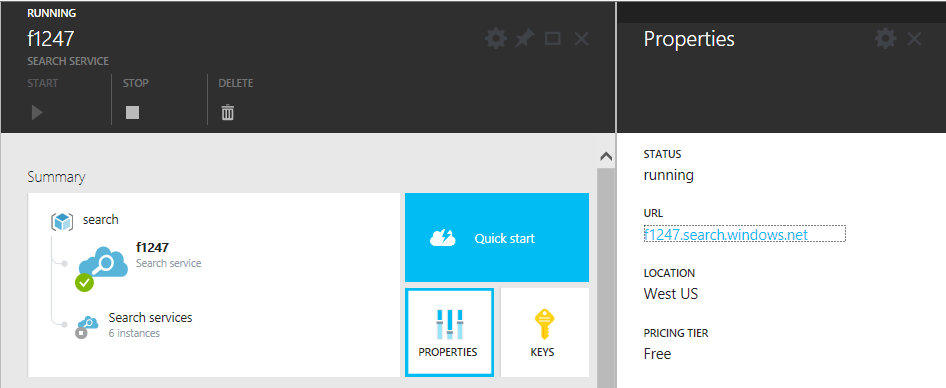 RUNNING
f1247
SEARCH SERVICE
START STOP DELETE
Summary
search
f1247
Search service
Search services
6 instances
Quick start
PROPERTIES
KEYS
Properties
STATUS
running
URL
f1247.search.windows.net
LOCATION
West US
PRICING TIER
Free